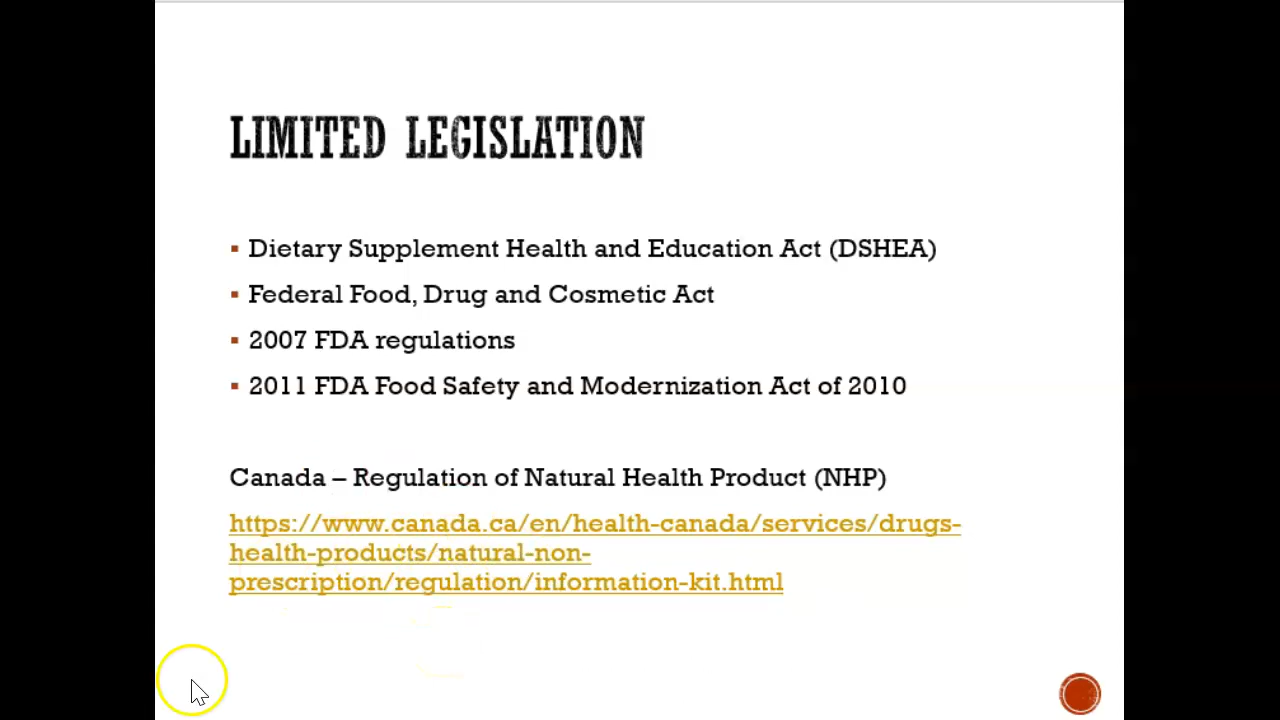 LIMITED LEGISLATION
▪ Dietary Supplement Health and Education Act (DSHEA)
▪ Federal Food, Drug and Cosmetic Act
▪ 2007 FDA regulations
▪ 2011 FDA Food Safety and Modernization Act of 2010
Canada – Regulation of Natural Health Product (NHP)
https://www.canada.ca/en/health-canada/services/drugs-
health-products/natural-non-
prescription/regulation/information-kit.html